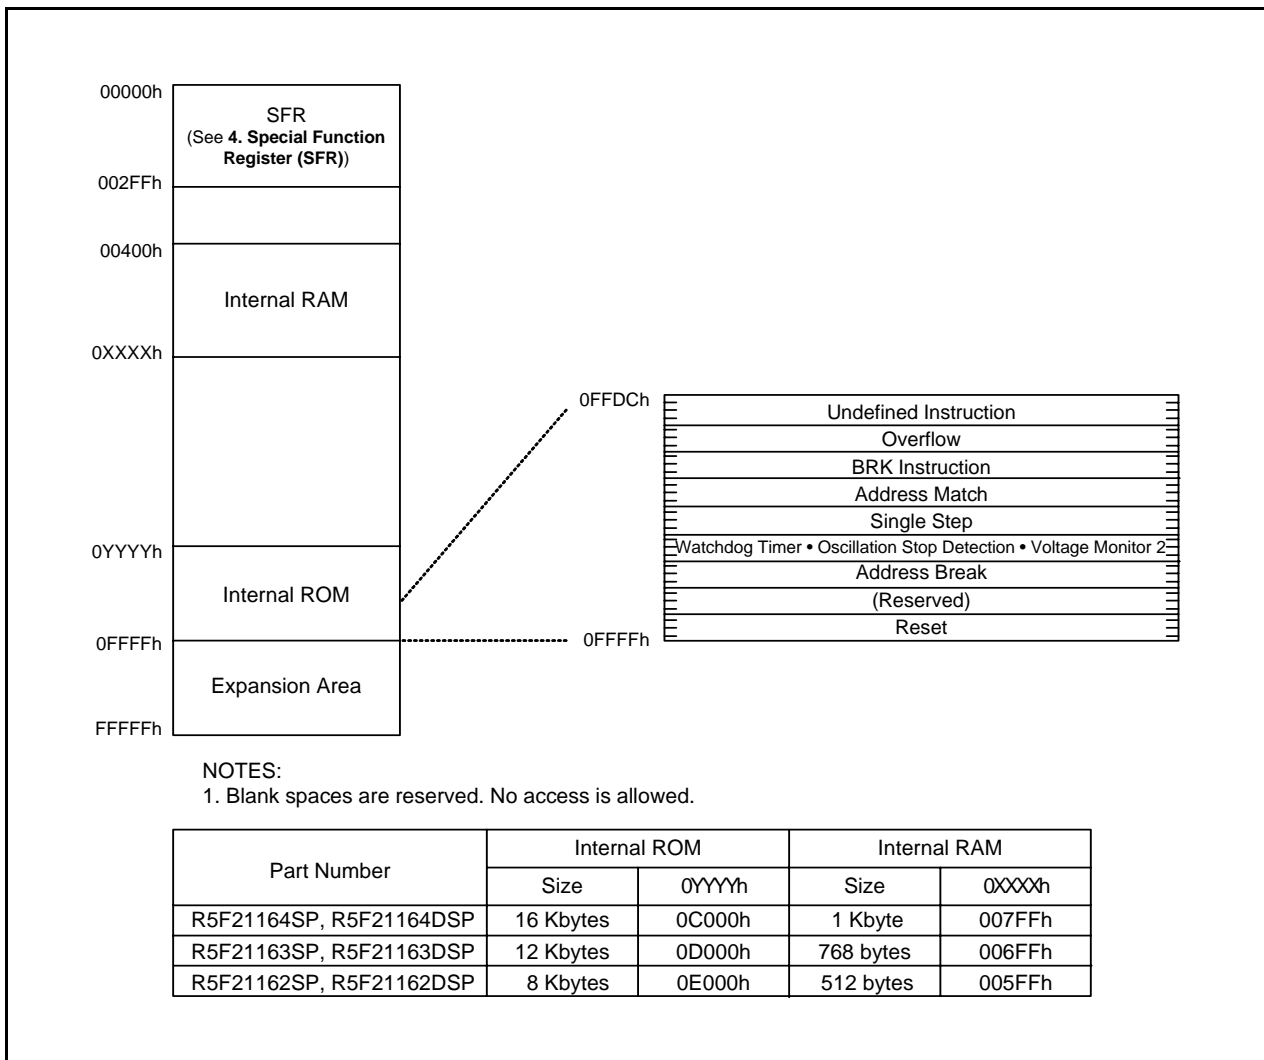 00000h
SFR
(See 4. Special Function
Register (SFR))
002FFh
00400h
Internal RAM
0XXXXh
0FFDCh
Undefined Instruction
Overflow
BRK Instruction
Address Match
Single Step
0YYYYh
Watchdog Timer • Oscillation Stop Detection • Voltage Monitor 2
Address Break
Internal ROM
(Reserved)
Reset
0FFFFh
0FFFFh
Expansion Area
FFFFFh
NOTES:
1. Blank spaces are reserved. No access is allowed.
Part Number Internal ROM Internal RAM
Size 0YYYYh Size 0XXXXh
R5F21164SP, R5F21164DSP 16 Kbytes 0C000h 1 Kbyte 007FFh
R5F21163SP, R5F21163DSP 12 Kbytes 0D000h 768 bytes 006FFh
R5F21162SP, R5F21162DSP 8 Kbytes 0E000h 512 bytes 005FFh